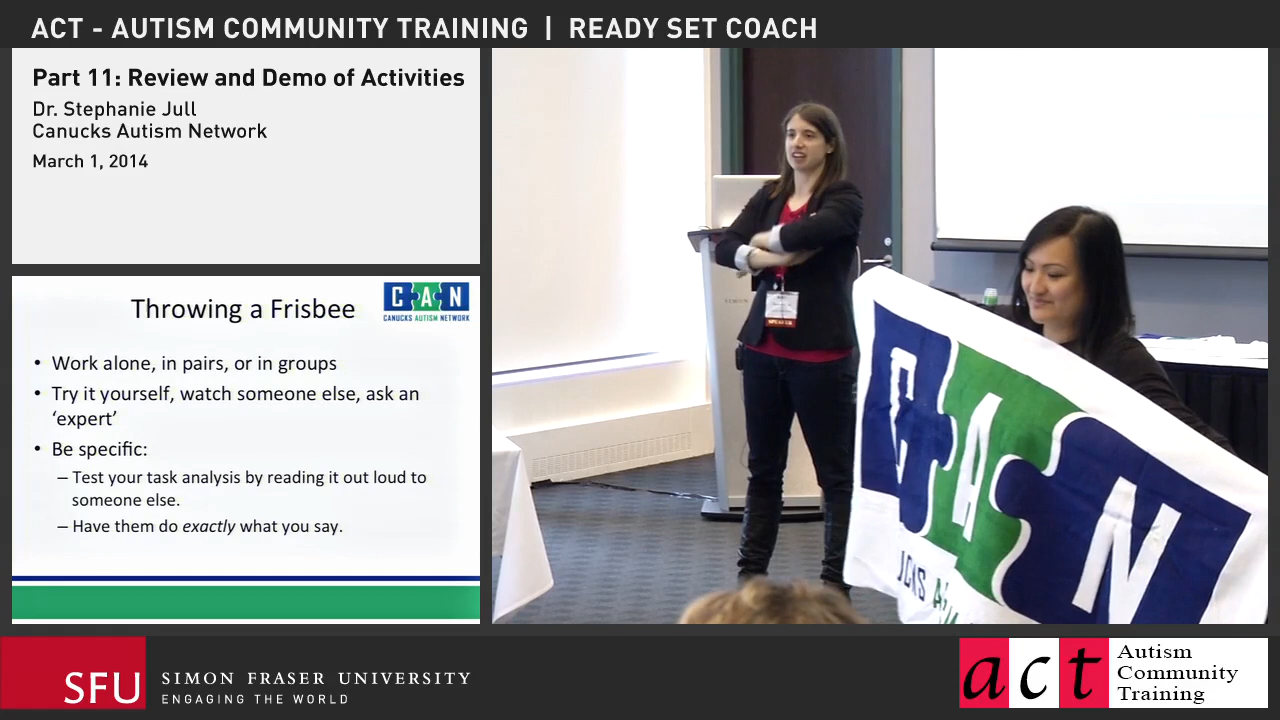 ACT - AUTISM COMMUNITY TRAINING | READY SET COACH
Part 11: Review and Demo of Activities
Dr. Stephanie Jull
Canucks Autism Network
March 1, 2014
Throwing a Frisbee
CAN
CANUCKS AUTISM NETWORK
• Work alone, in pairs, or in groups
• Try it yourself, watch someone else, ask an
‘expert’
• Be specific:
– Test your task analysis by reading it out loud to
someone else.
– Have them do exactly what you say.
CAN
SFU
SIMON FRASER UNIVERSITY
ENGAGING THE WORLD
act
Autism
Community
Training